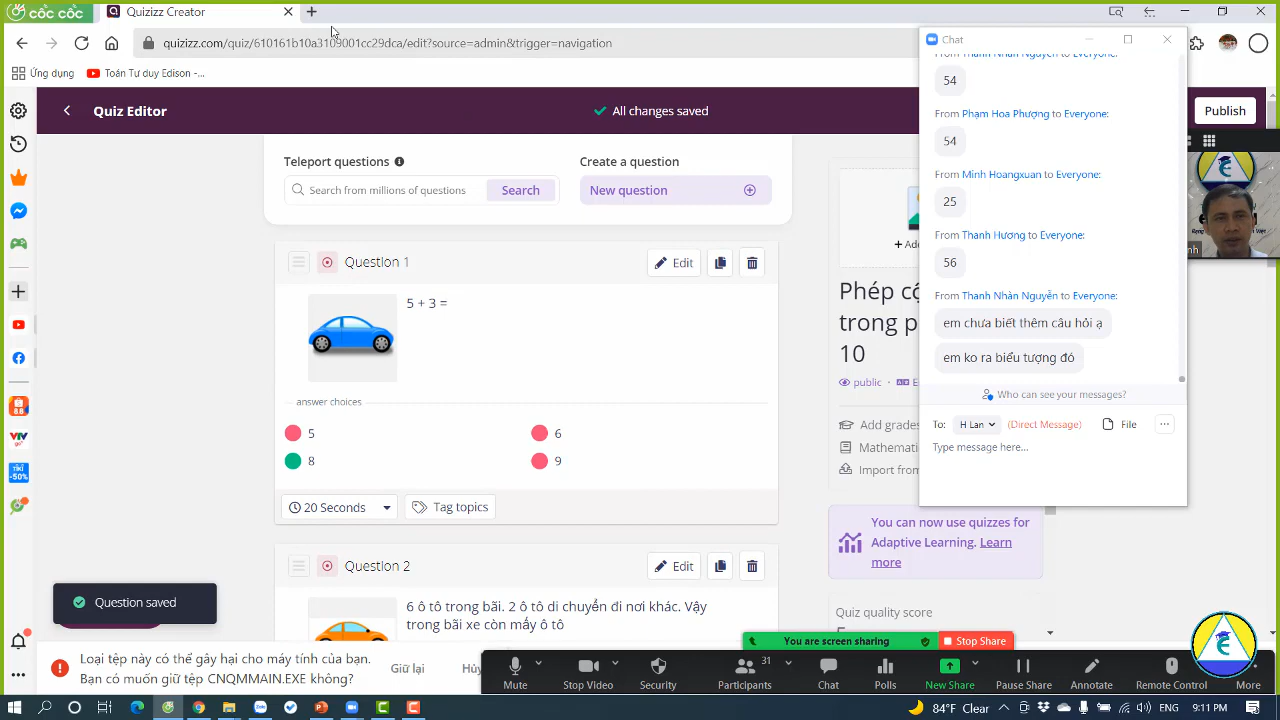 cốc cốc
Quizizz Creator
quizizz.com/quiz/610161b10a3109001cc29dca/edit?source=admin&trigger=navigation
Ứng dụng
Toán Tư duy Edison -...
Quiz Editor
All changes saved
Publish
Teleport questions
Search from millions of questions
Search
Create a question
New question
Question 1
Edit
5 + 3 =
answer choices
5
6
8
9
20 Seconds
Tag topics
Question 2
Edit
6 ô tô trong bãi. 2 ô tô di chuyển đi nơi khác. Vậy
trong bãi xe còn mấy ô tô
Question saved
Phép cộ
trong p
10
public
Add grades
Mathemati
Import from
You can now use quizzes for
Adaptive Learning. Learn
more
Quiz quality score
Chat
From Thanh Nhàn Nguyễn to Everyone:
54
From Phạm Hoa Phượng to Everyone:
54
From Minh Hoangxuan to Everyone:
25
From Thanh Hương to Everyone:
56
From Thanh Nhàn Nguyễn to Everyone:
em chưa biết thêm câu hỏi ạ
em ko ra biểu tượng đó
Who can see your messages?
To: H Lan (Direct Message) File
Type message here...
You are screen sharing
Stop Share
Loại tệp này có thể gây hại cho máy tính của bạn.
Bạn có muốn giữ tệp CNQMMAIN.EXE không?
Giữ lại
Hủy
Mute
Stop Video
Security
Participants
31
Chat
Polls
New Share
Pause Share
Annotate
Remote Control
More
84°F Clear
(ENG)
9:11 PM